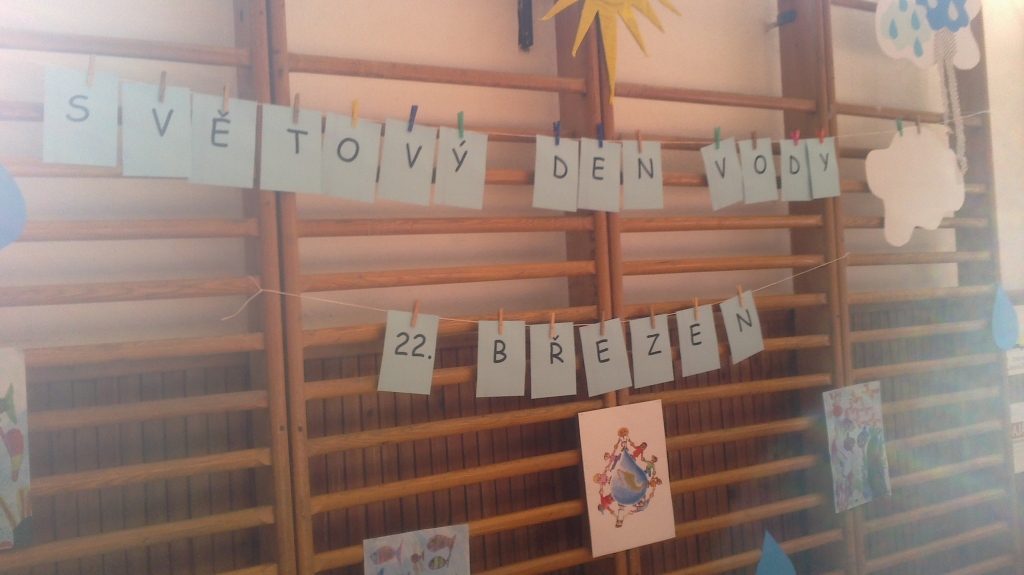 SVĚTOVÝ DEN VODY
22. BŘEZEN